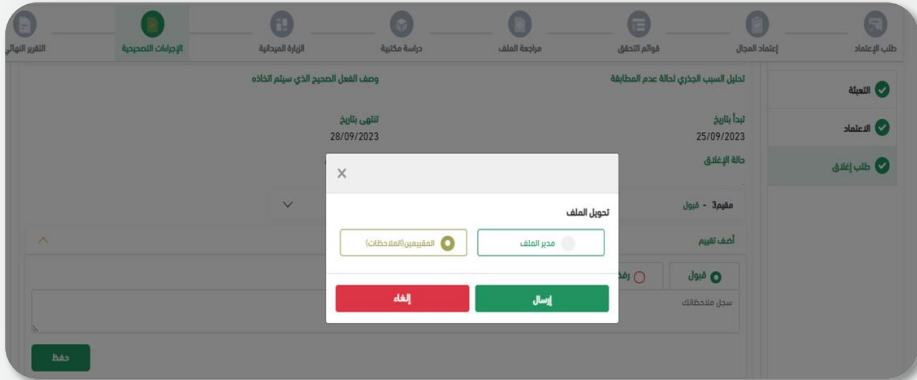 طلب الإعتماد
إعتماد المجال
قوائم التحقق
مراجعة الملف
دراسة مكتبية
الزيارة الميدانية
الإجراءات التصحيحية
التقرير النهائي
التعبئة
الاعتماد
طلب إغلاق
تحليل السبب الجذري لحالة عدم المطابقة
وصف الفعل الصحيح الذي سيتم اتخاذه
تبدأ بتاريخ
تنتهى بتاريخ
25/09/2023
28/09/2023
حالة الإغلاق
مقيم3 - قبول
أضف تقييم
قبول
سجل ملاحظاتك
حفظ
×
تحويل الملف
مدير الملف
المقييمين(الملاحظات)
إرسال
إلغاء